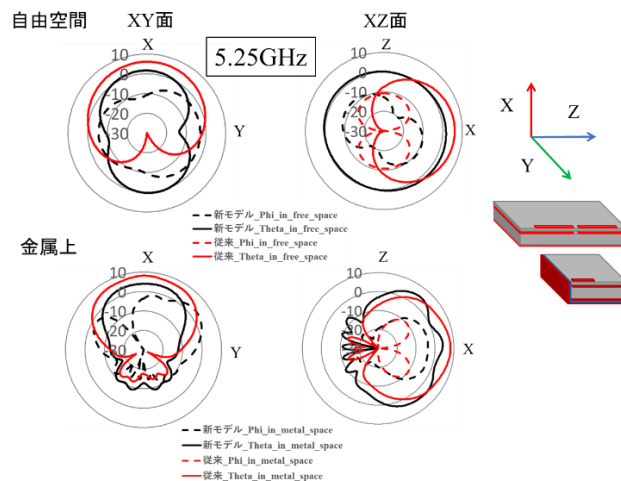 自由空間 XY面 XZ面
5.25GHz
X Z
10 10
0 0
-10 -10
-20 -20
-30 -30
Y X
X
Z
Y
新モデル_Phi_in_free_space
新モデル_Theta_in_free_space
従来_Phi_in_free_space
従来_Theta_in_free_space
金属上
X Z
10 10
0 0
-10 -10
-20 -20
Y X
新モデル_Phi_in_metal_space
新モデル_Theta_in_metal_space
従来_Phi_in_metal_space
従来_Theta_in_metal_space